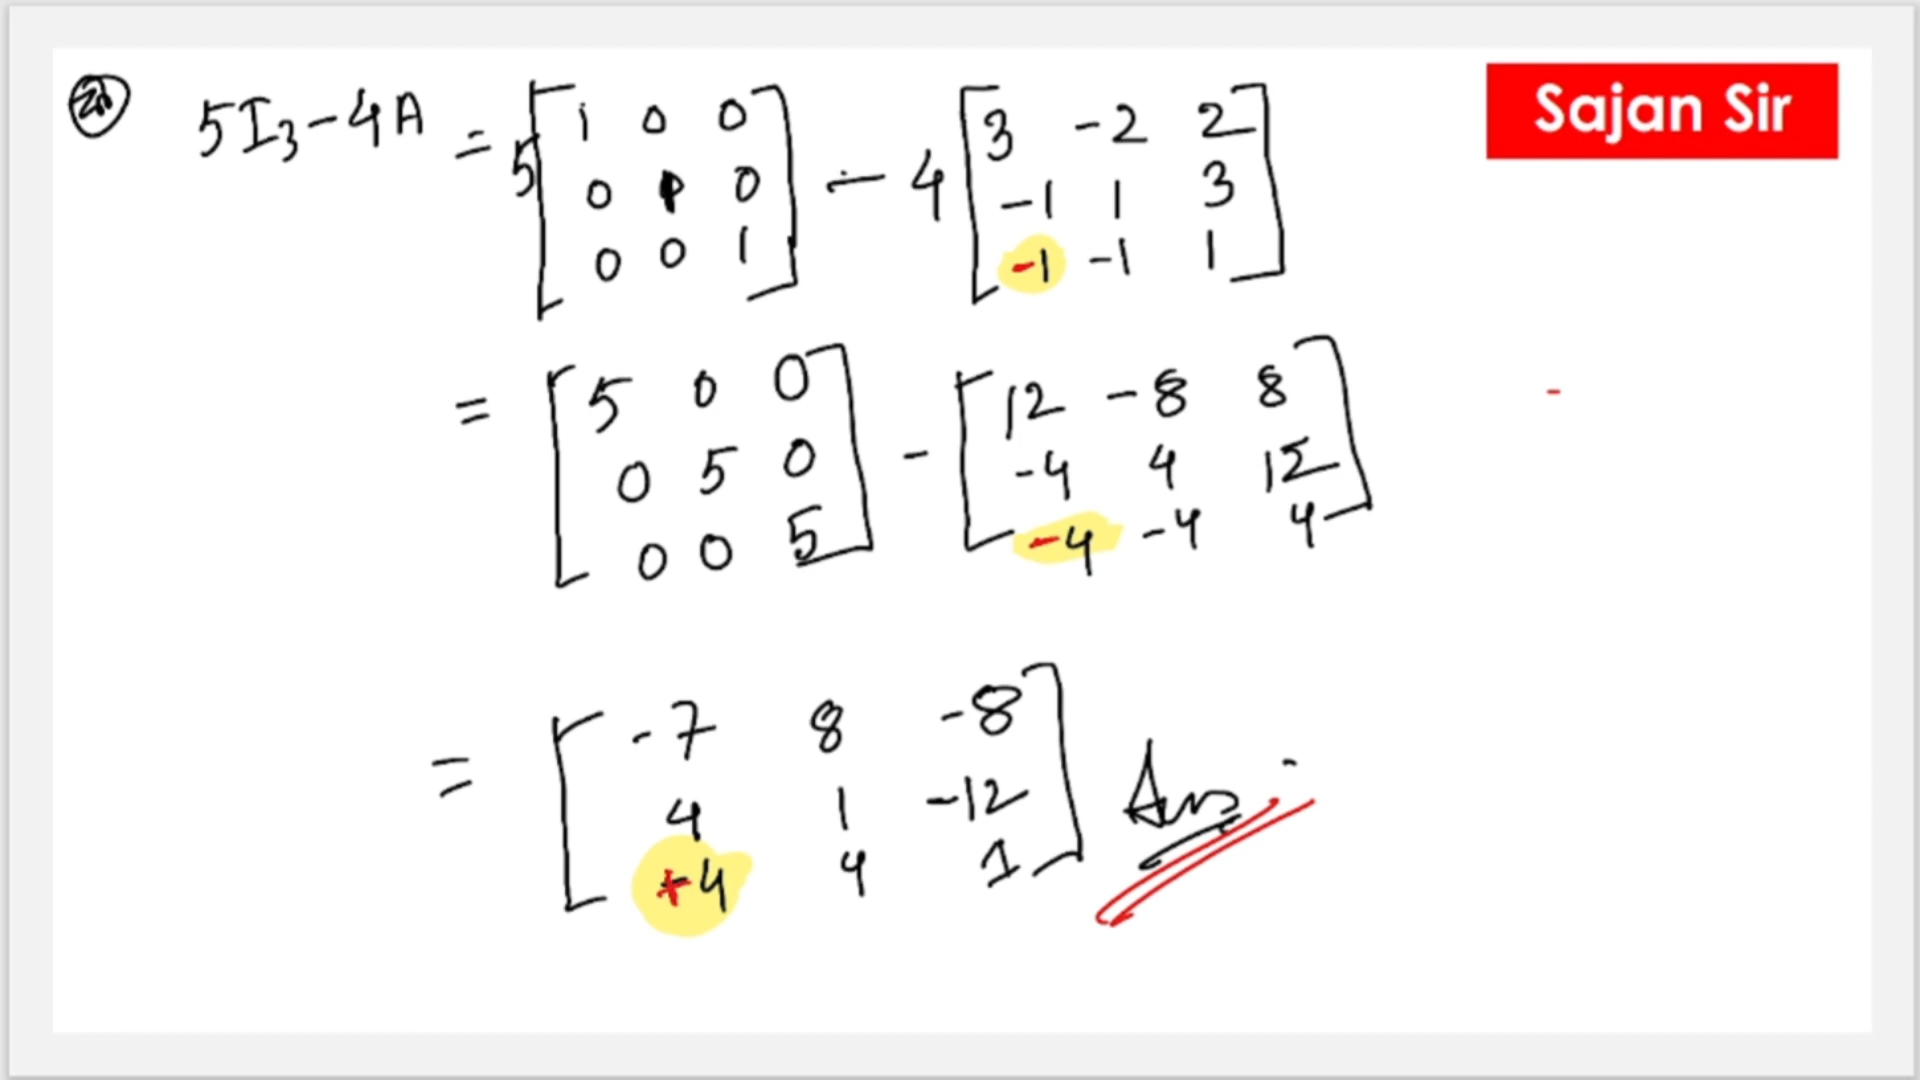 Sajan Sir
5I₃-4A = 5[1 0 0 - 4[3 -2 2
0 1 0 -1 1 3
0 0 1] -1 -1 1]
= [5 0 0 - [12 -8 8
0 5 0 -4 4 12
0 0 5] -4 -4 4]
= [-7 8 -8
4 1 -12
+4 4 1] Ans